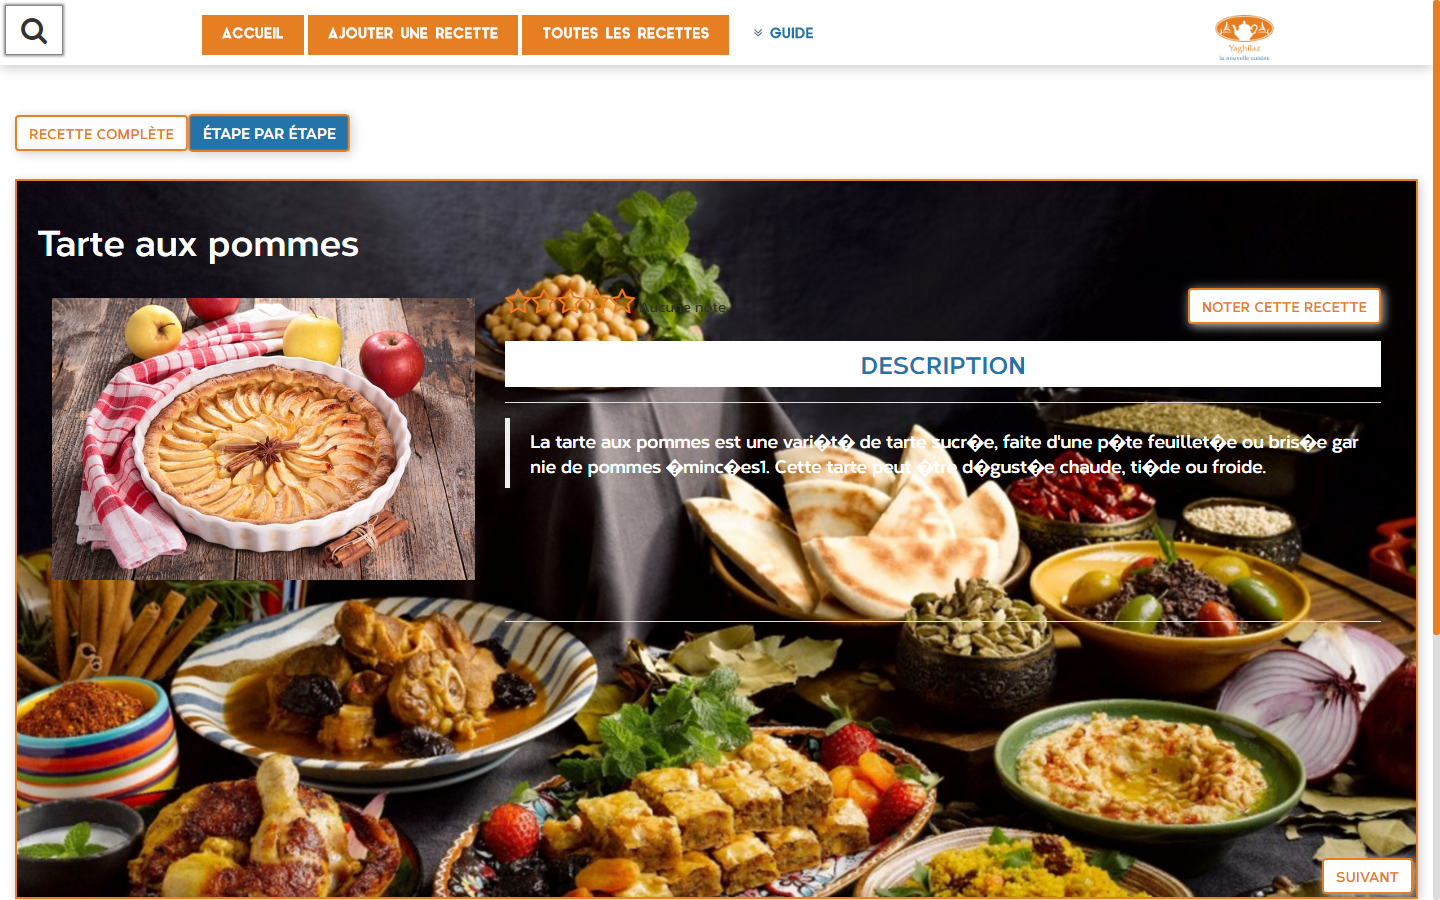 ACCUEIL
AJOUTER UNE RECETTE
TOUTES LES RECETTES
GUIDE
Yaghilaz
la nouvelle cuisine
RECETTE COMPLÈTE
ÉTAPE PAR ÉTAPE
Tarte aux pommes
Aucune note
NOTER CETTE RECETTE
DESCRIPTION
La tarte aux pommes est une vari�t� de tarte sucr�e, faite d'une p�te feuillet�e ou bris�e gar
nie de pommes �minc�es1. Cette tarte peut �tre d�gust�e chaude, ti�de ou froide.
SUIVANT